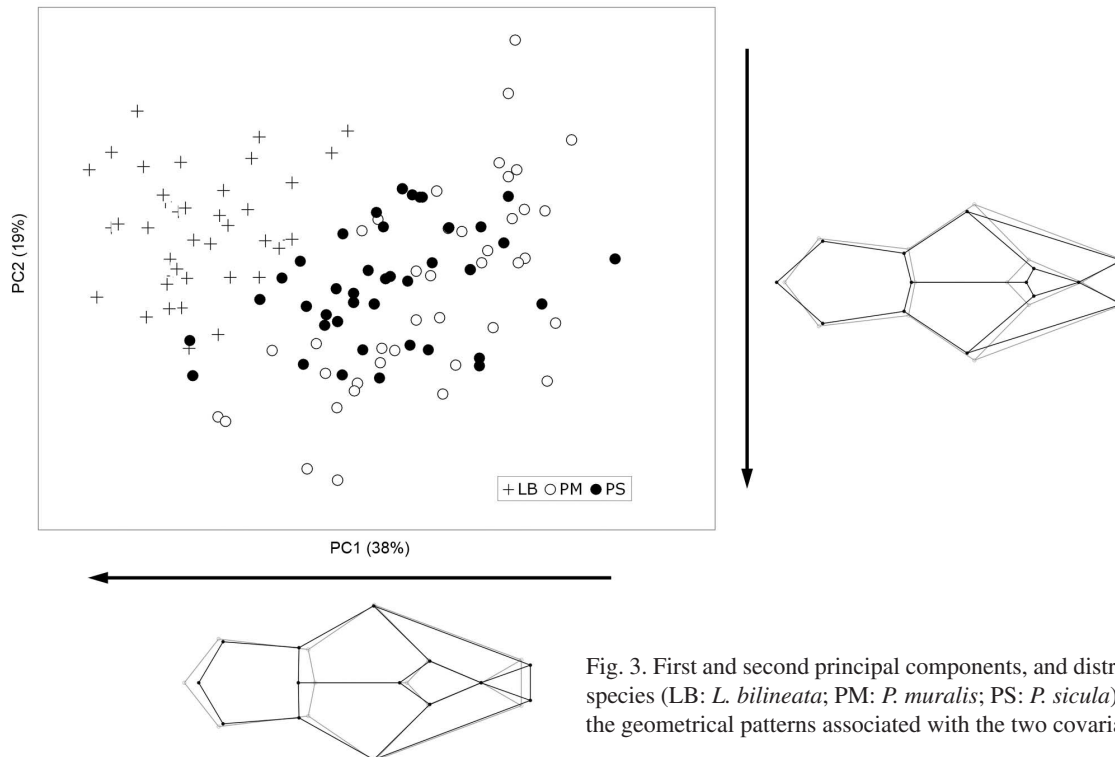 PC2 (19%)
+ LB ○ PM ● PS
PC1 (38%)
Fig. 3. First and second principal components, and distr
species (LB: L. bilineata; PM: P. muralis; PS: P. sicula)
the geometrical patterns associated with the two covaria